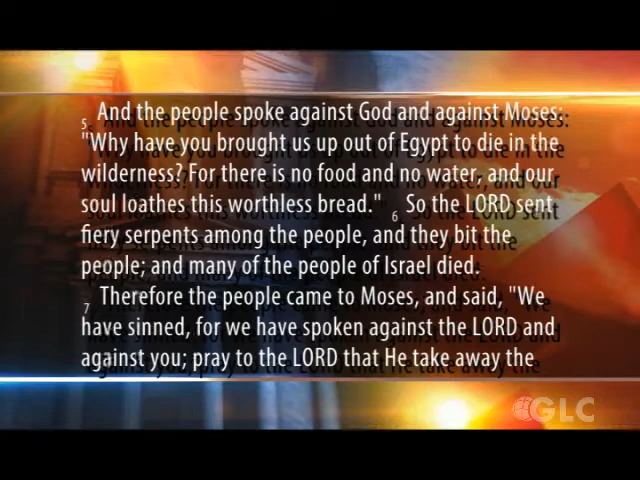 5 And the people spoke against God and against Moses:
"Why have you brought us up out of Egypt to die in the
wilderness? For there is no food and no water, and our
soul loathes this worthless bread." 6 So the LORD sent
fiery serpents among the people, and they bit the
people; and many of the people of Israel died.
7 Therefore the people came to Moses, and said, "We
have sinned, for we have spoken against the LORD and
against you; pray to the LORD that He take away the
GLC